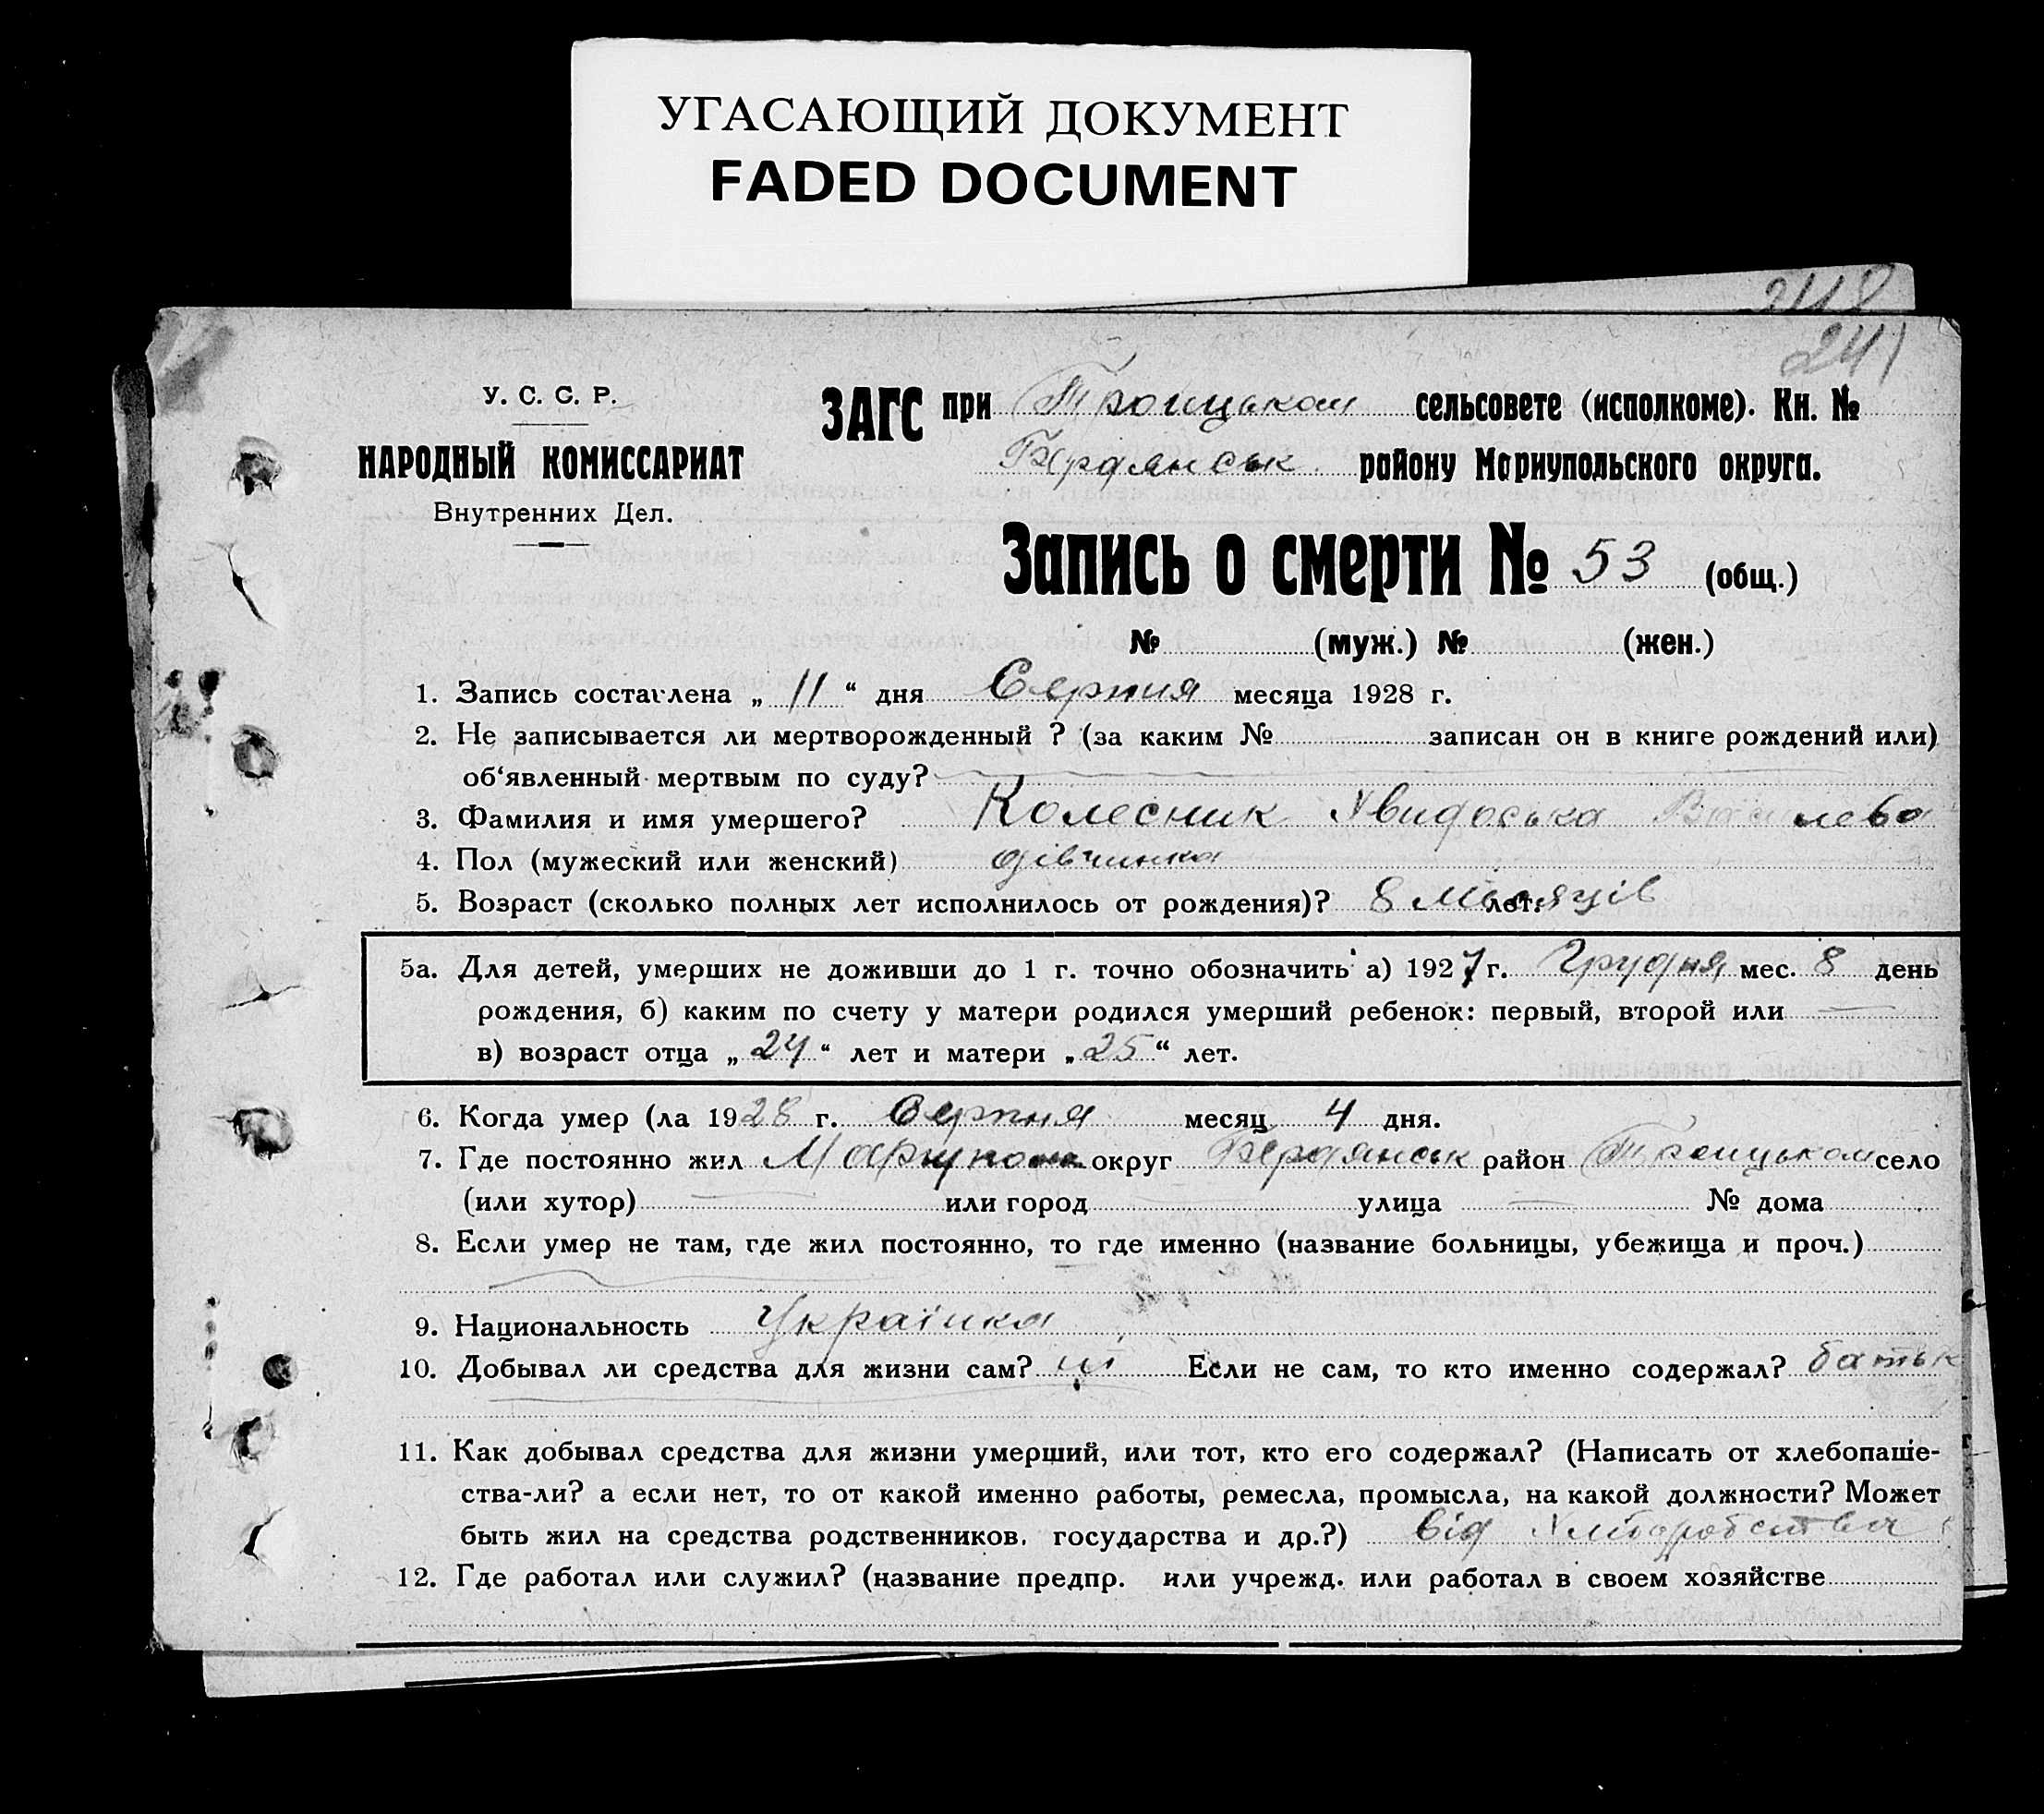 УГАСАЮЩИЙ ДОКУМЕНТ
FADED DOCUMENT
241
У. С. С. Р.
НАРОДНЫЙ КОМИССАРИАТ
Внутренних Дел.
ЗАГС при Троицьком сельсовете (исполкоме). Кн. №
Бердянськ району Мариупольского округа.
Запись о смерти № 53 (общ.)
№ (муж.) № (жен.)
1. Запись составлена „ 11 “ дня Серпня месяца 1928 г.
2. Не записывается ли мертворожденный ? (за каким № записан он в книге рождений или)
об‘явленный мертвым по суду?
3. Фамилия и имя умершего? Колесник Хвидоська
4. Пол (мужеский или женский) дівчинка
5. Возраст (сколько полных лет исполнилось от рождения)? 8 місяців лет.
5а. Для детей, умерших не доживши до 1 г. точно обозначить а) 1927 г. Грудня мес. 8 день
рождения, б) каким по счету у матери родился умерший ребенок: первый, второй или —
в) возраст отца „ 24 “ лет и матери „ 25 “ лет.
6. Когда умер (ла 1928 г. Серпня месяц 4 дня.
7. Где постоянно жил округ Бердянськ район Троицьком село
(или хутор) — или город — улица — № дома
8. Если умер не там, где жил постоянно, то где именно (название больницы, убежища и проч.)
9. Национальность Українка
10. Добывал ли средства для жизни сам? ні Если не сам, то кто именно содержал? батьк
11. Как добывал средства для жизни умерший, или тот, кто его содержал? (Написать от хлебопаше-
ства-ли? а если нет, то от какой именно работы, ремесла, промысла, на какой должности? Может
быть жил на средства родственников, государства и др.?) від Хліборобства
12. Где работал или служил? (название предпр. или учрежд. или работал в своем хозяйстве